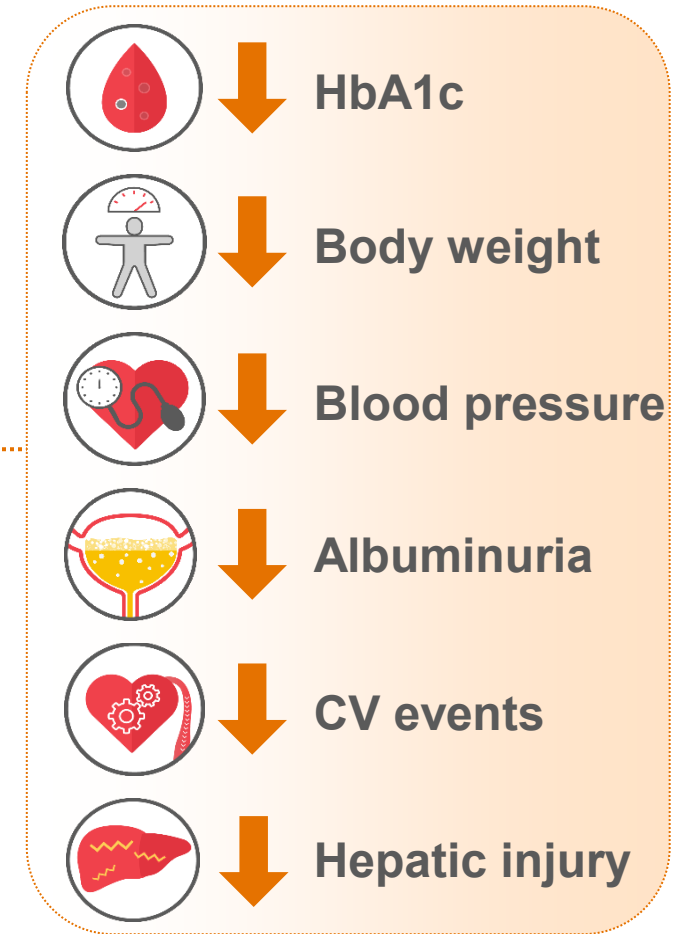 HbA1c
Body weight
Blood pressure
Albuminuria
CV events
Hepatic injury